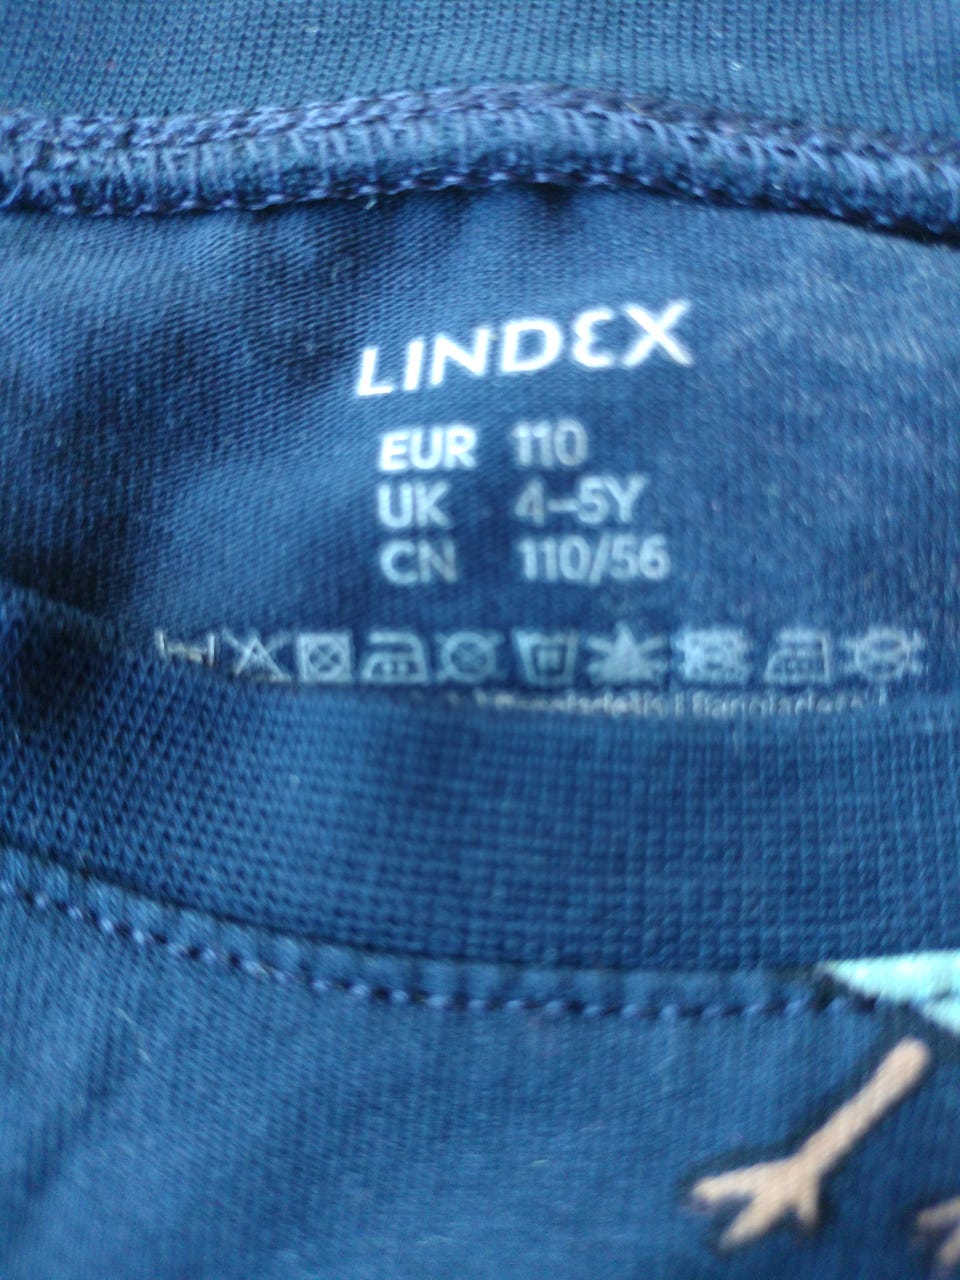 LINDEX
EUR 110
UK 4–5Y
CN 110/56